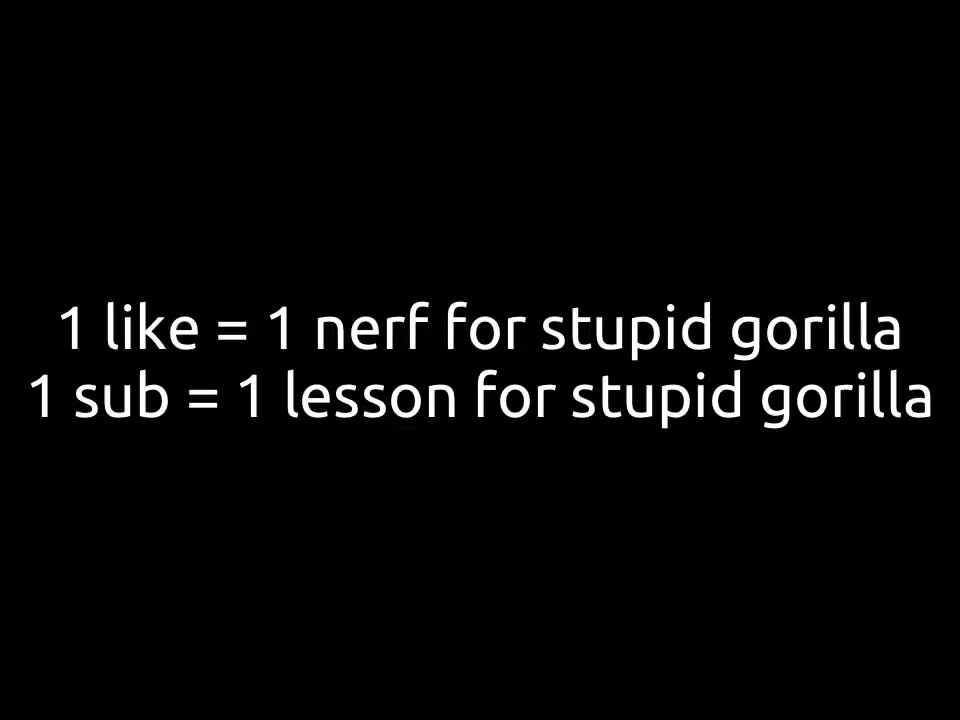 1 like = 1 nerf for stupid gorilla
1 sub = 1 lesson for stupid gorilla